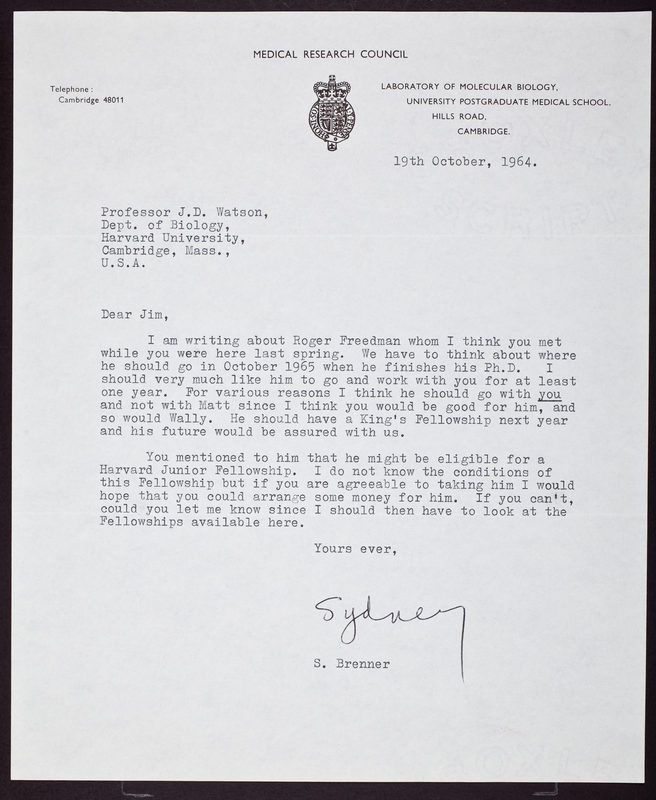 MEDICAL RESEARCH COUNCIL
Telephone :
Cambridge 48011
LABORATORY OF MOLECULAR BIOLOGY,
UNIVERSITY POSTGRADUATE MEDICAL SCHOOL,
HILLS ROAD,
CAMBRIDGE.
19th October, 1964.
Professor J.D. Watson,
Dept. of Biology,
Harvard University,
Cambridge, Mass.,
U.S.A.
Dear Jim,
I am writing about Roger Freedman whom I think you met
while you were here last spring. We have to think about where
he should go in October 1965 when he finishes his Ph.D. I
should very much like him to go and work with you for at least
one year. For various reasons I think he should go with you
and not with Matt since I think you would be good for him, and
so would Wally. He should have a King's Fellowship next year
and his future would be assured with us.
You mentioned to him that he might be eligible for a
Harvard Junior Fellowship. I do not know the conditions of
this Fellowship but if you are agreeable to taking him I would
hope that you could arrange some money for him. If you can't,
could you let me know since I should then have to look at the
Fellowships available here.
Yours ever,
Sydney
S. Brenner